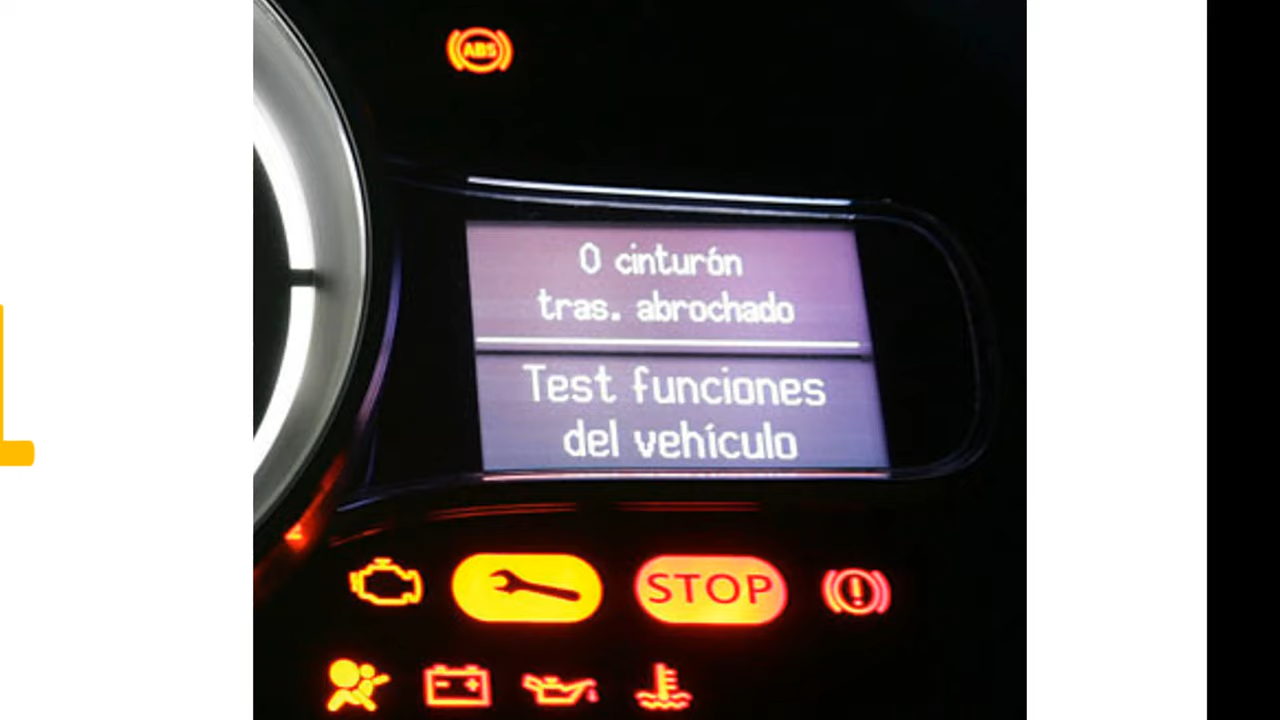 ABS
0 cinturón
tras. abrochado
Test funciones
del vehículo
STOP